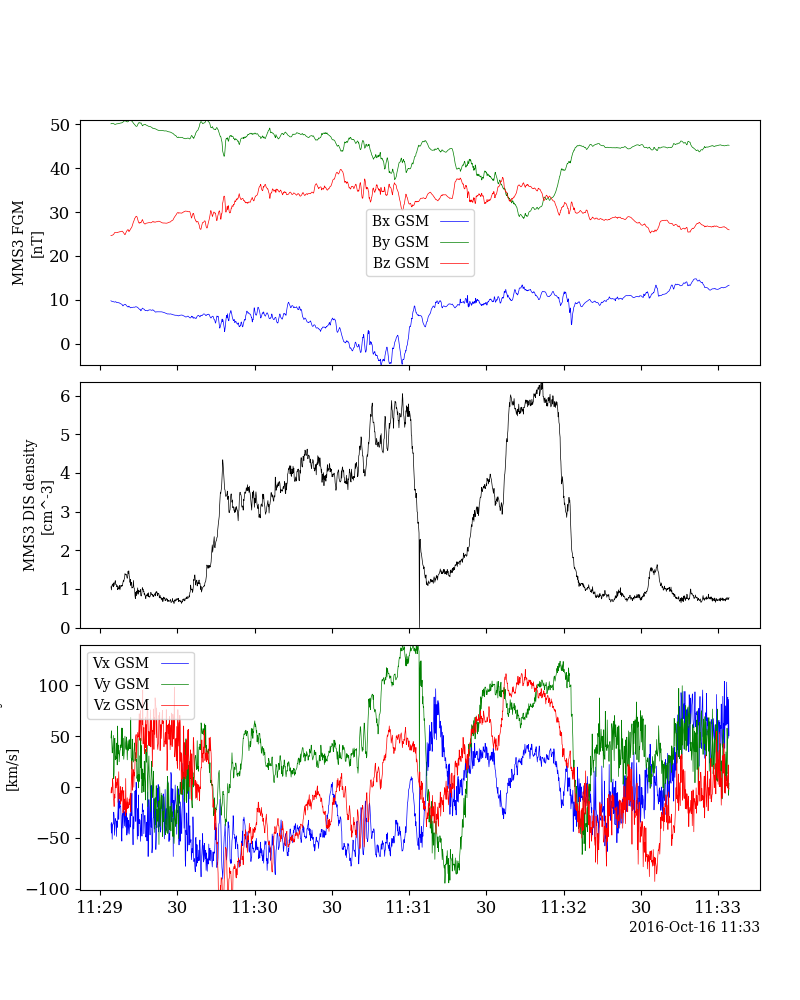 50
40
30
20
10
0
MMS3 FGM
[nT]
Bx GSM
By GSM
Bz GSM
6
5
4
3
2
1
0
MMS3 DIS density
[cm^-3]
Vx GSM
Vy GSM
Vz GSM
100
50
0
−50
−100
[km/s]
11:29 30 11:30 30 11:31 30 11:32 30 11:33
2016-Oct-16 11:33